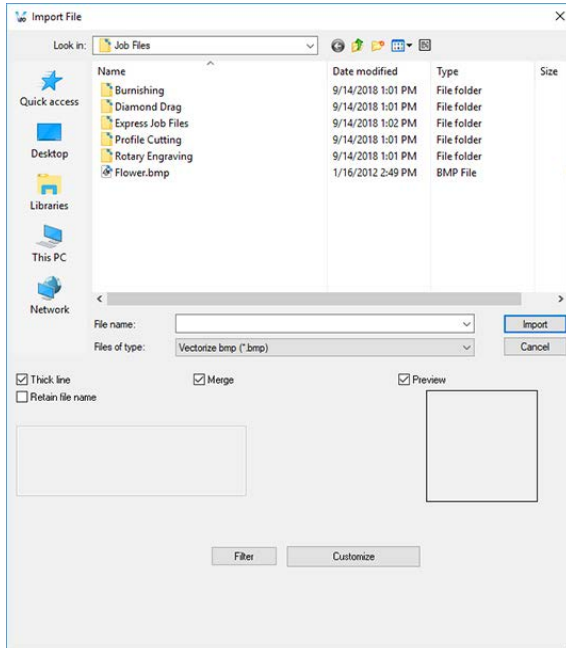 Import File
Look in: Job Files
Name Date modified Type Size
Burnishing 9/14/2018 1:01 PM File folder
Diamond Drag 9/14/2018 1:01 PM File folder
Express Job Files 9/14/2018 1:02 PM File folder
Profile Cutting 9/14/2018 1:01 PM File folder
Rotary Engraving 9/14/2018 1:01 PM File folder
Flower.bmp 1/16/2012 2:49 PM BMP File
Quick access
Desktop
Libraries
This PC
Network
File name: Import
Files of type: Vectorize bmp (*.bmp) Cancel
Thick line Merge Preview
Retain file name
Filter Customize